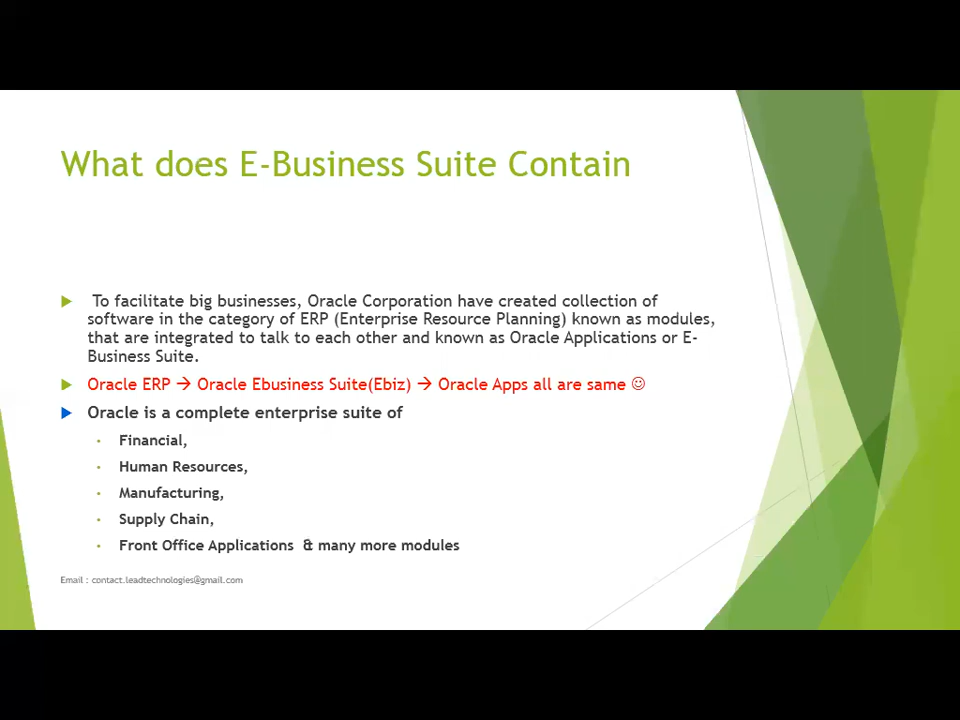 What does E-Business Suite Contain
To facilitate big businesses, Oracle Corporation have created collection of
software in the category of ERP (Enterprise Resource Planning) known as modules,
that are integrated to talk to each other and known as Oracle Applications or E-
Business Suite.
Oracle ERP → Oracle Ebusiness Suite(Ebiz) → Oracle Apps all are same ☺
Oracle is a complete enterprise suite of
• Financial,
• Human Resources,
• Manufacturing,
• Supply Chain,
• Front Office Applications & many more modules
Email : contact.leadtechnologies@gmail.com